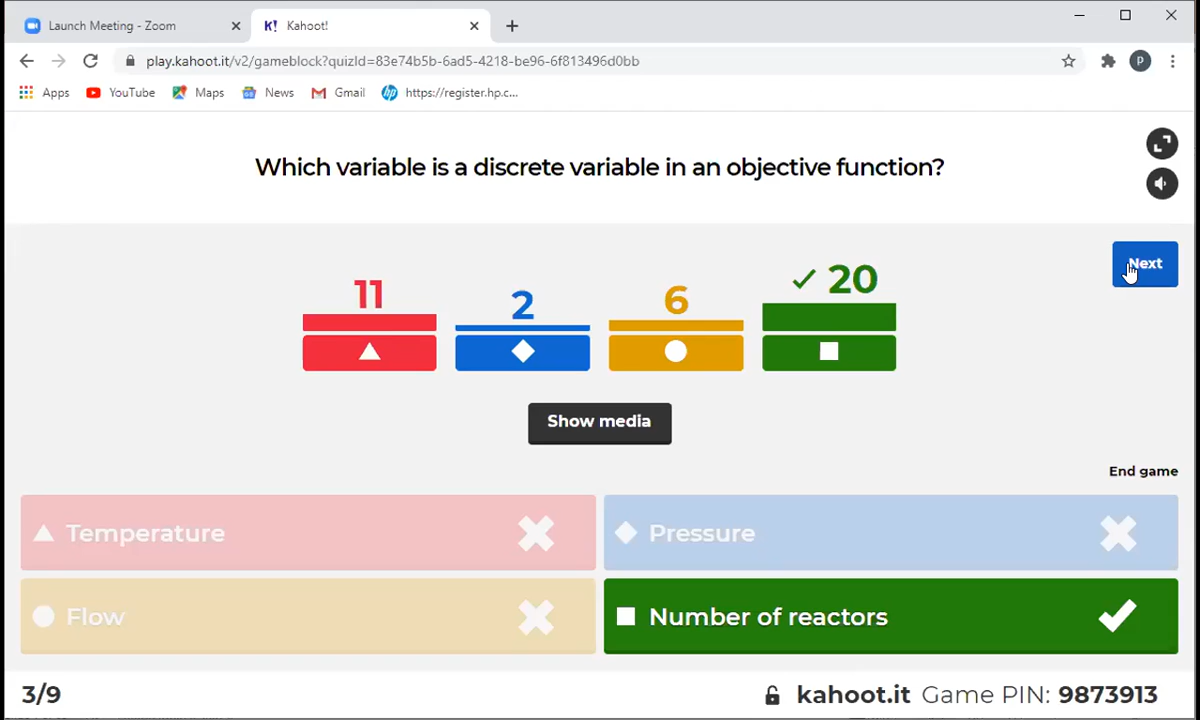 Launch Meeting - Zoom
K! Kahoot!
play.kahoot.it/v2/gameblock?quizId=83e74b5b-6ad5-4218-be96-6f813496d0bb
P
Apps YouTube Maps News Gmail hp https://register.hp.c...
Which variable is a discrete variable in an objective function?
Next
11 2 6 20
Show media
End game
Temperature
Pressure
Flow
Number of reactors
3/9
kahoot.it Game PIN: 9873913